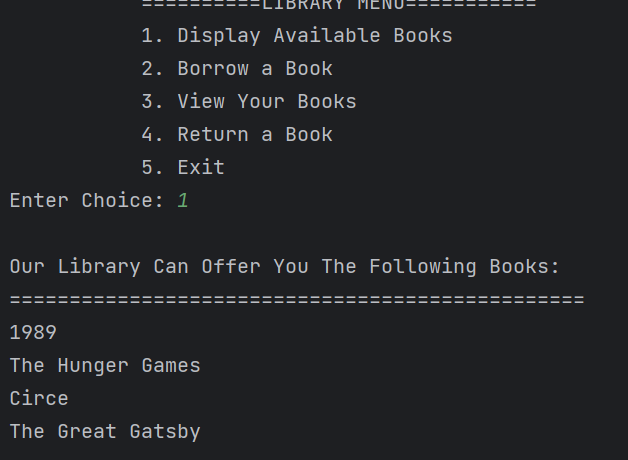 ==========LIBRARY MENU===========
1. Display Available Books
2. Borrow a Book
3. View Your Books
4. Return a Book
5. Exit
Enter Choice: 1
Our Library Can Offer You The Following Books:
================================================
1989
The Hunger Games
Circe
The Great Gatsby